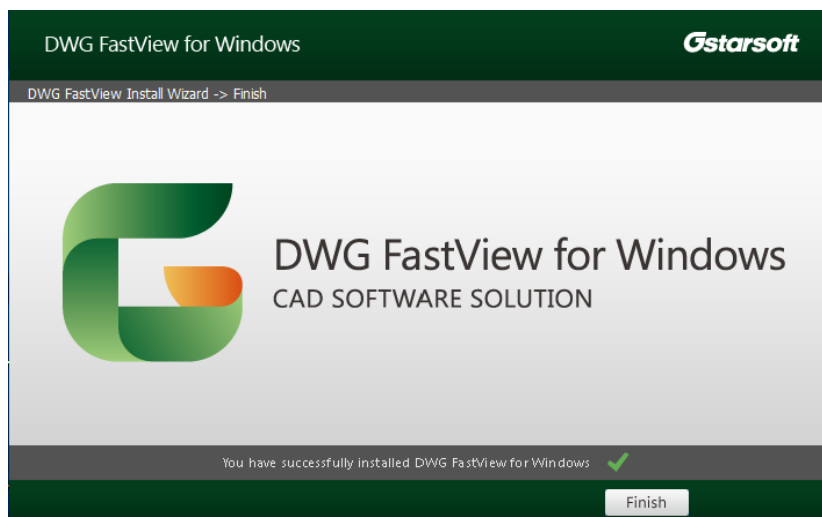 DWG FastView for Windows
Gstarsoft
DWG FastView Install Wizard -> Finish
DWG FastView for Windows
CAD SOFTWARE SOLUTION
You have successfully installed DWG FastView for Windows
Finish